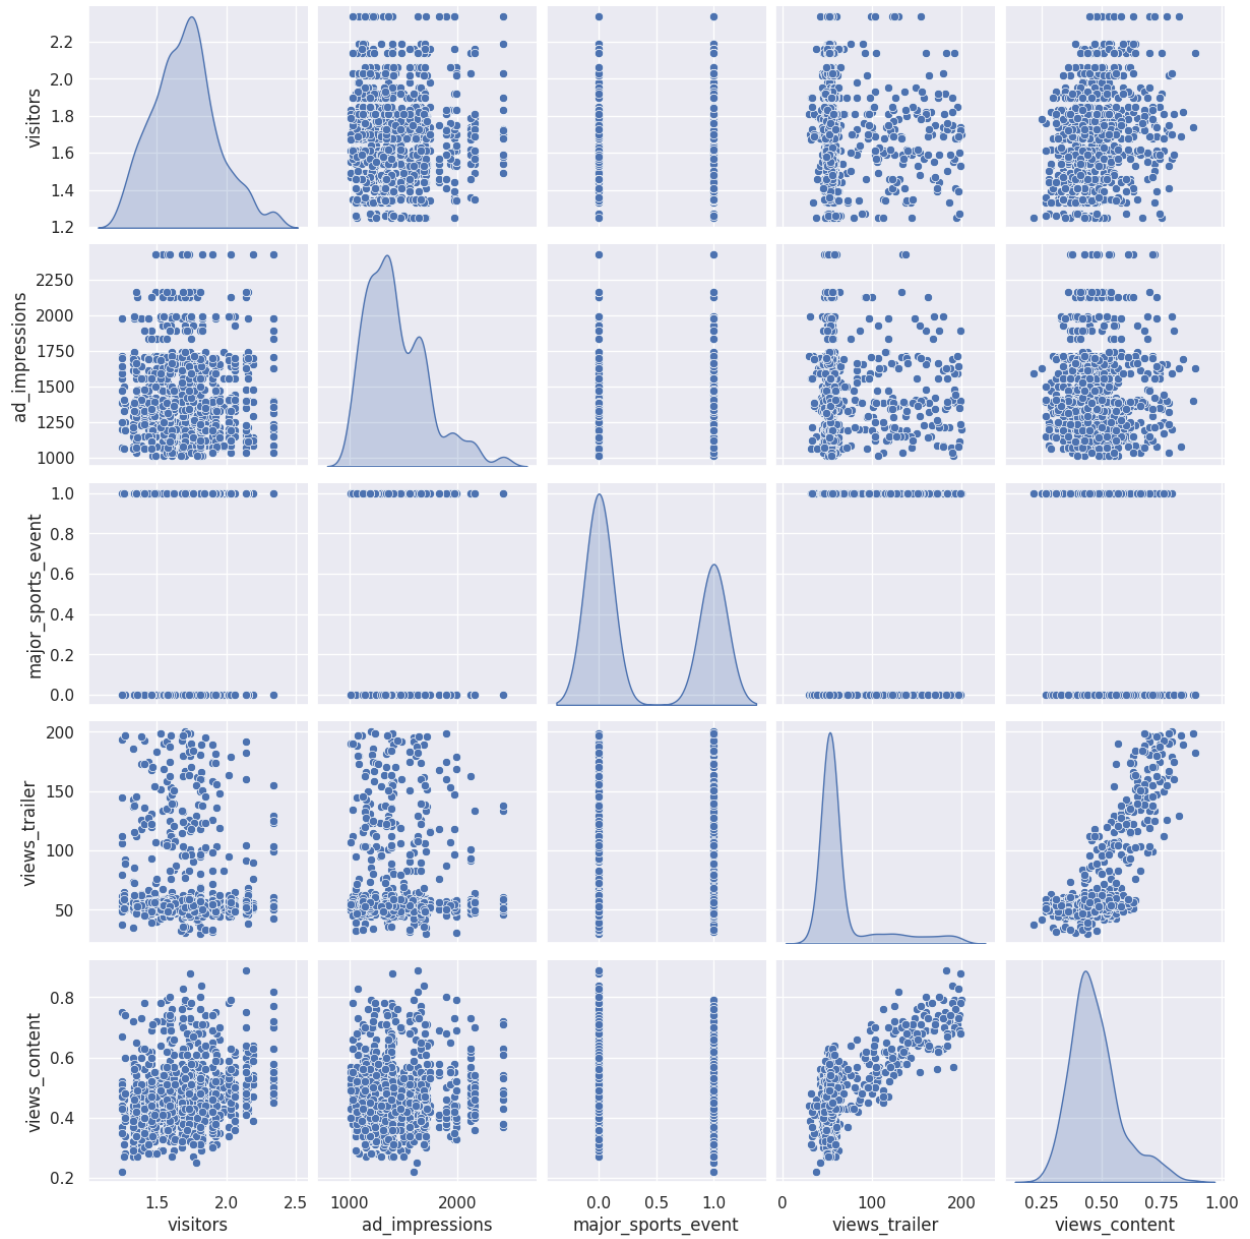 visitors
2.2
2.0
1.8
1.6
1.4
1.2
ad_impressions
2250
2000
1750
1500
1250
1000
major_sports_event
1.0
0.8
0.6
0.4
0.2
0.0
views_trailer
200
150
100
50
views_content
0.8
0.6
0.4
0.2
1.5 2.0 2.5
visitors
1000 2000
ad_impressions
0.0 0.5 1.0
major_sports_event
0 100 200
views_trailer
0.25 0.50 0.75 1.00
views_content